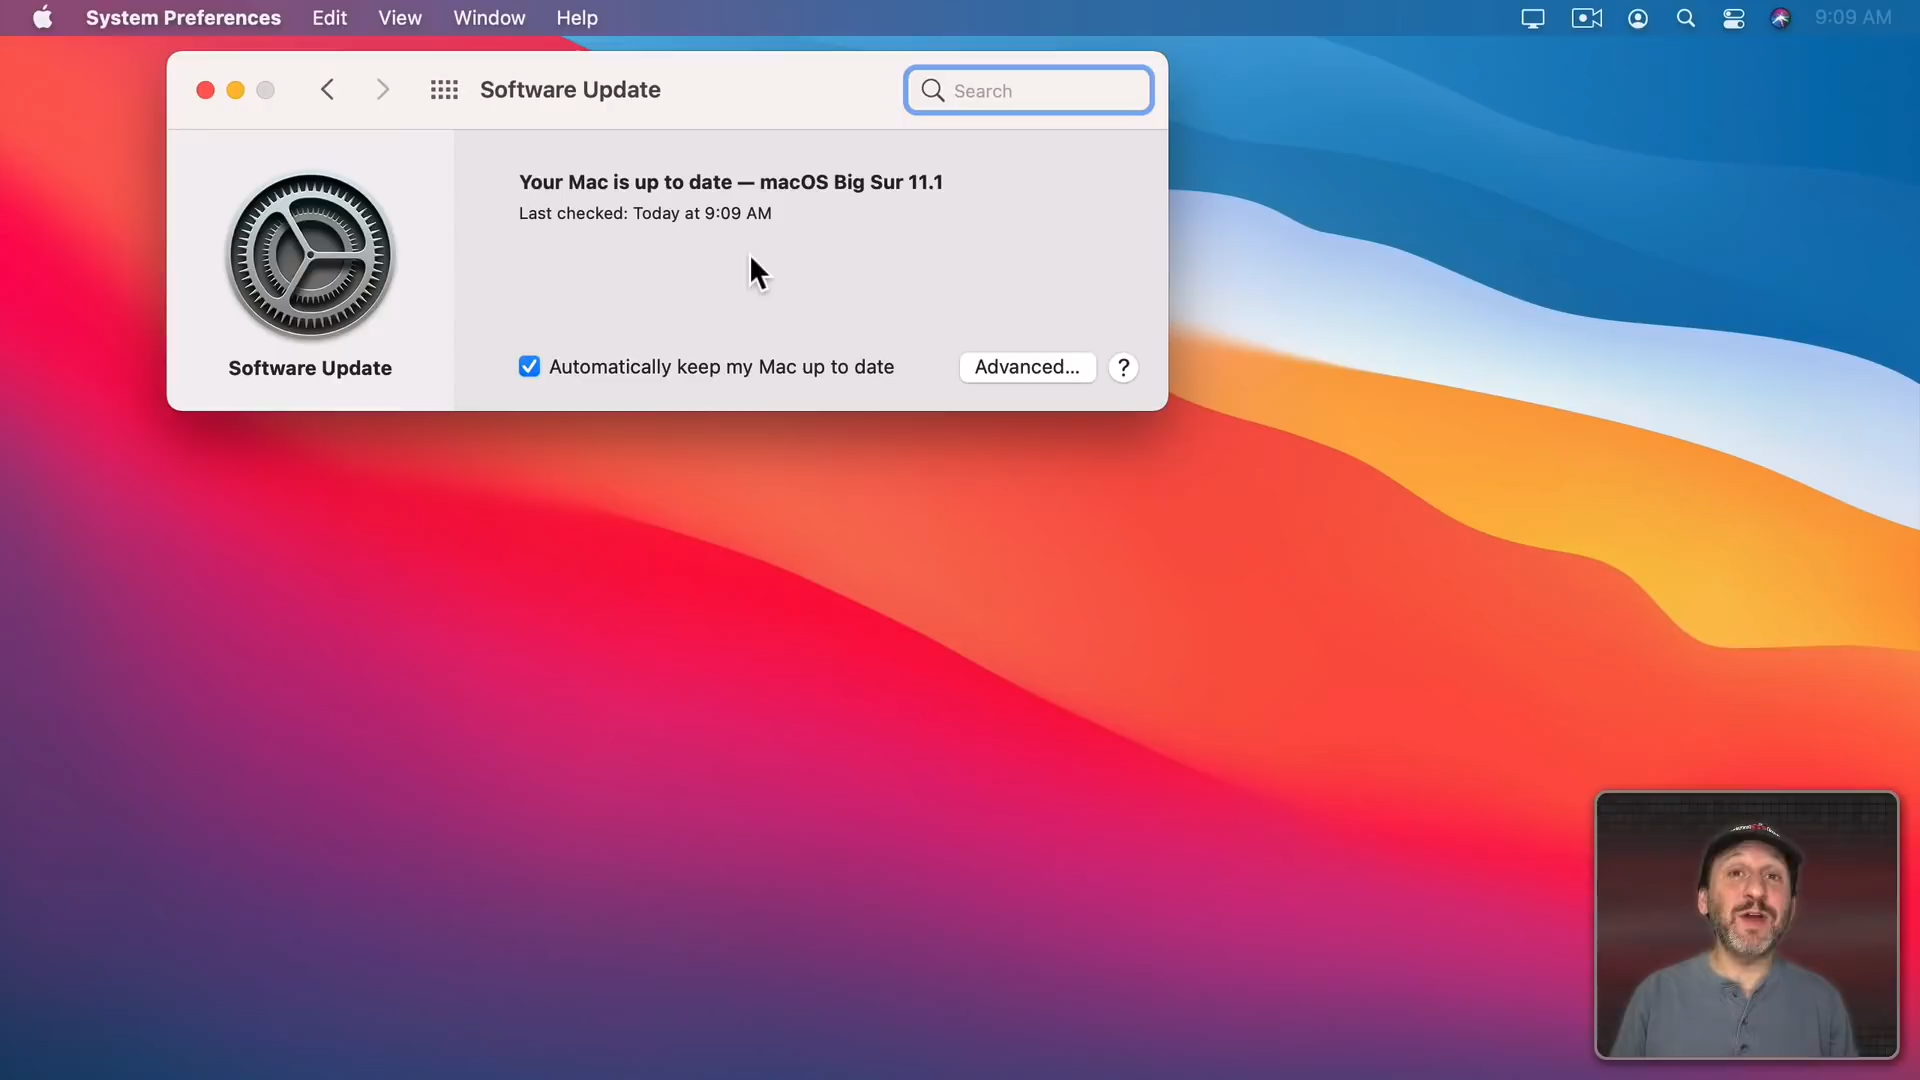 System Preferences Edit View Window Help 9:09 AM
Software Update
Search
Your Mac is up to date — macOS Big Sur 11.1
Last checked: Today at 9:09 AM
Software Update
Automatically keep my Mac up to date
Advanced... ?